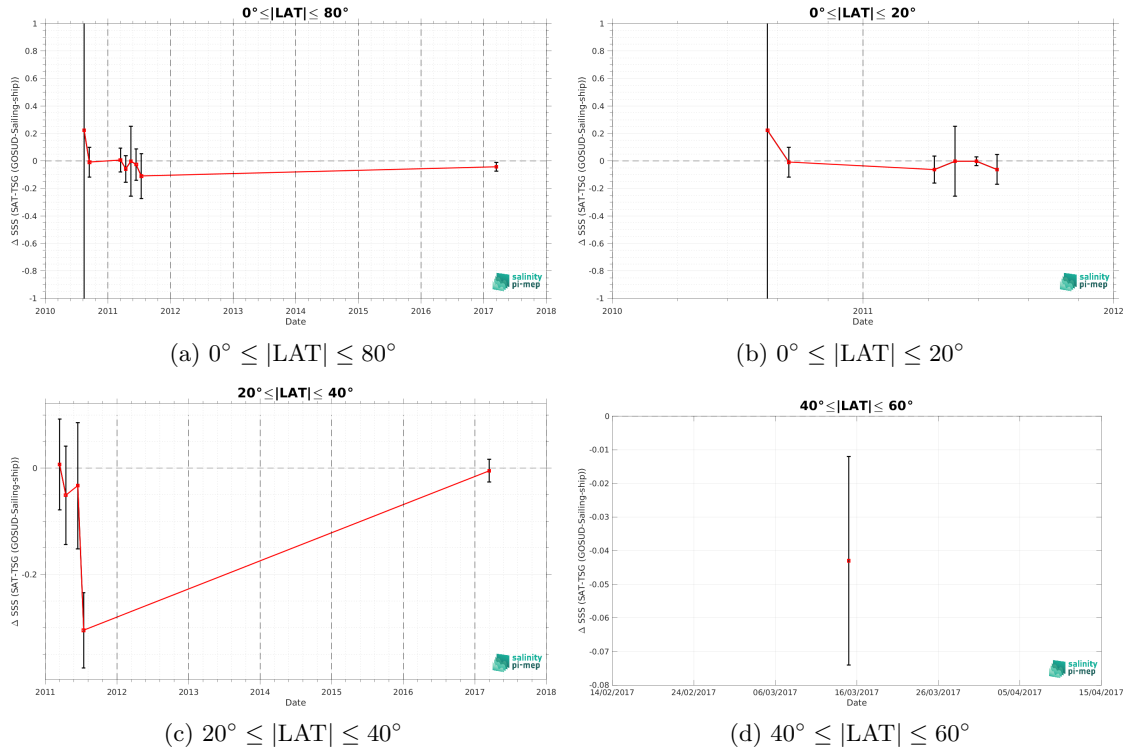 0°≤|LAT|≤ 80°
1
0.8
0.6
0.4
0.2
0
-0.2
-0.4
-0.6
-0.8
-1
Δ SSS (SAT-TSG (GOSUD-Sailing-ship))
2010 2011 2012 2013 2014 2015 2016 2017 2018
Date
salinity
pi-mep
(a) 0° ≤ |LAT| ≤ 80°
0°≤|LAT|≤ 20°
1
0.8
0.6
0.4
0.2
0
-0.2
-0.4
-0.6
-0.8
-1
Δ SSS (SAT-TSG (GOSUD-Sailing-ship))
2010 2011 2012
Date
salinity
pi-mep
(b) 0° ≤ |LAT| ≤ 20°
20°≤|LAT|≤ 40°
0
-0.2
Δ SSS (SAT-TSG (GOSUD-Sailing-ship))
2011 2012 2013 2014 2015 2016 2017 2018
Date
salinity
pi-mep
(c) 20° ≤ |LAT| ≤ 40°
40°≤|LAT|≤ 60°
0
-0.01
-0.02
-0.03
-0.04
-0.05
-0.06
-0.07
-0.08
Δ SSS (SAT-TSG (GOSUD-Sailing-ship))
14/02/2017 24/02/2017 06/03/2017 16/03/2017 26/03/2017 05/04/2017 15/04/2017
Date
salinity
pi-mep
(d) 40° ≤ |LAT| ≤ 60°